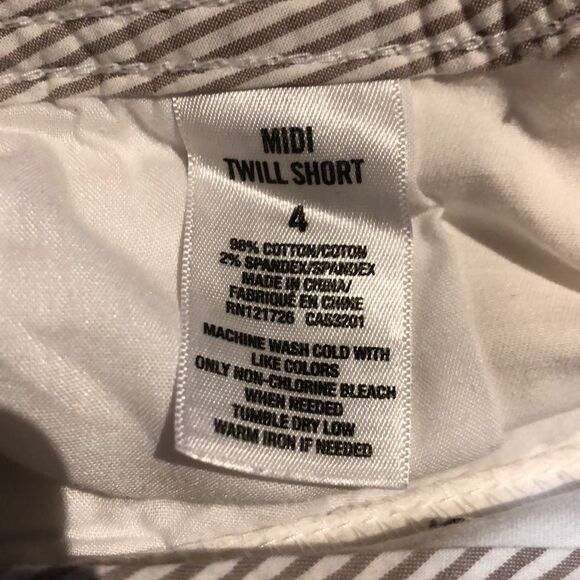 MIDI
TWILL SHORT
4
98% COTTON/COTON
2% SPANDEX/SPANDEX
MADE IN CHINA/
FABRIQUÉ EN CHINE
RN121726 CA53201
MACHINE WASH COLD WITH
LIKE COLORS
ONLY NON-CHLORINE BLEACH
WHEN NEEDED
TUMBLE DRY LOW
WARM IRON IF NEEDED